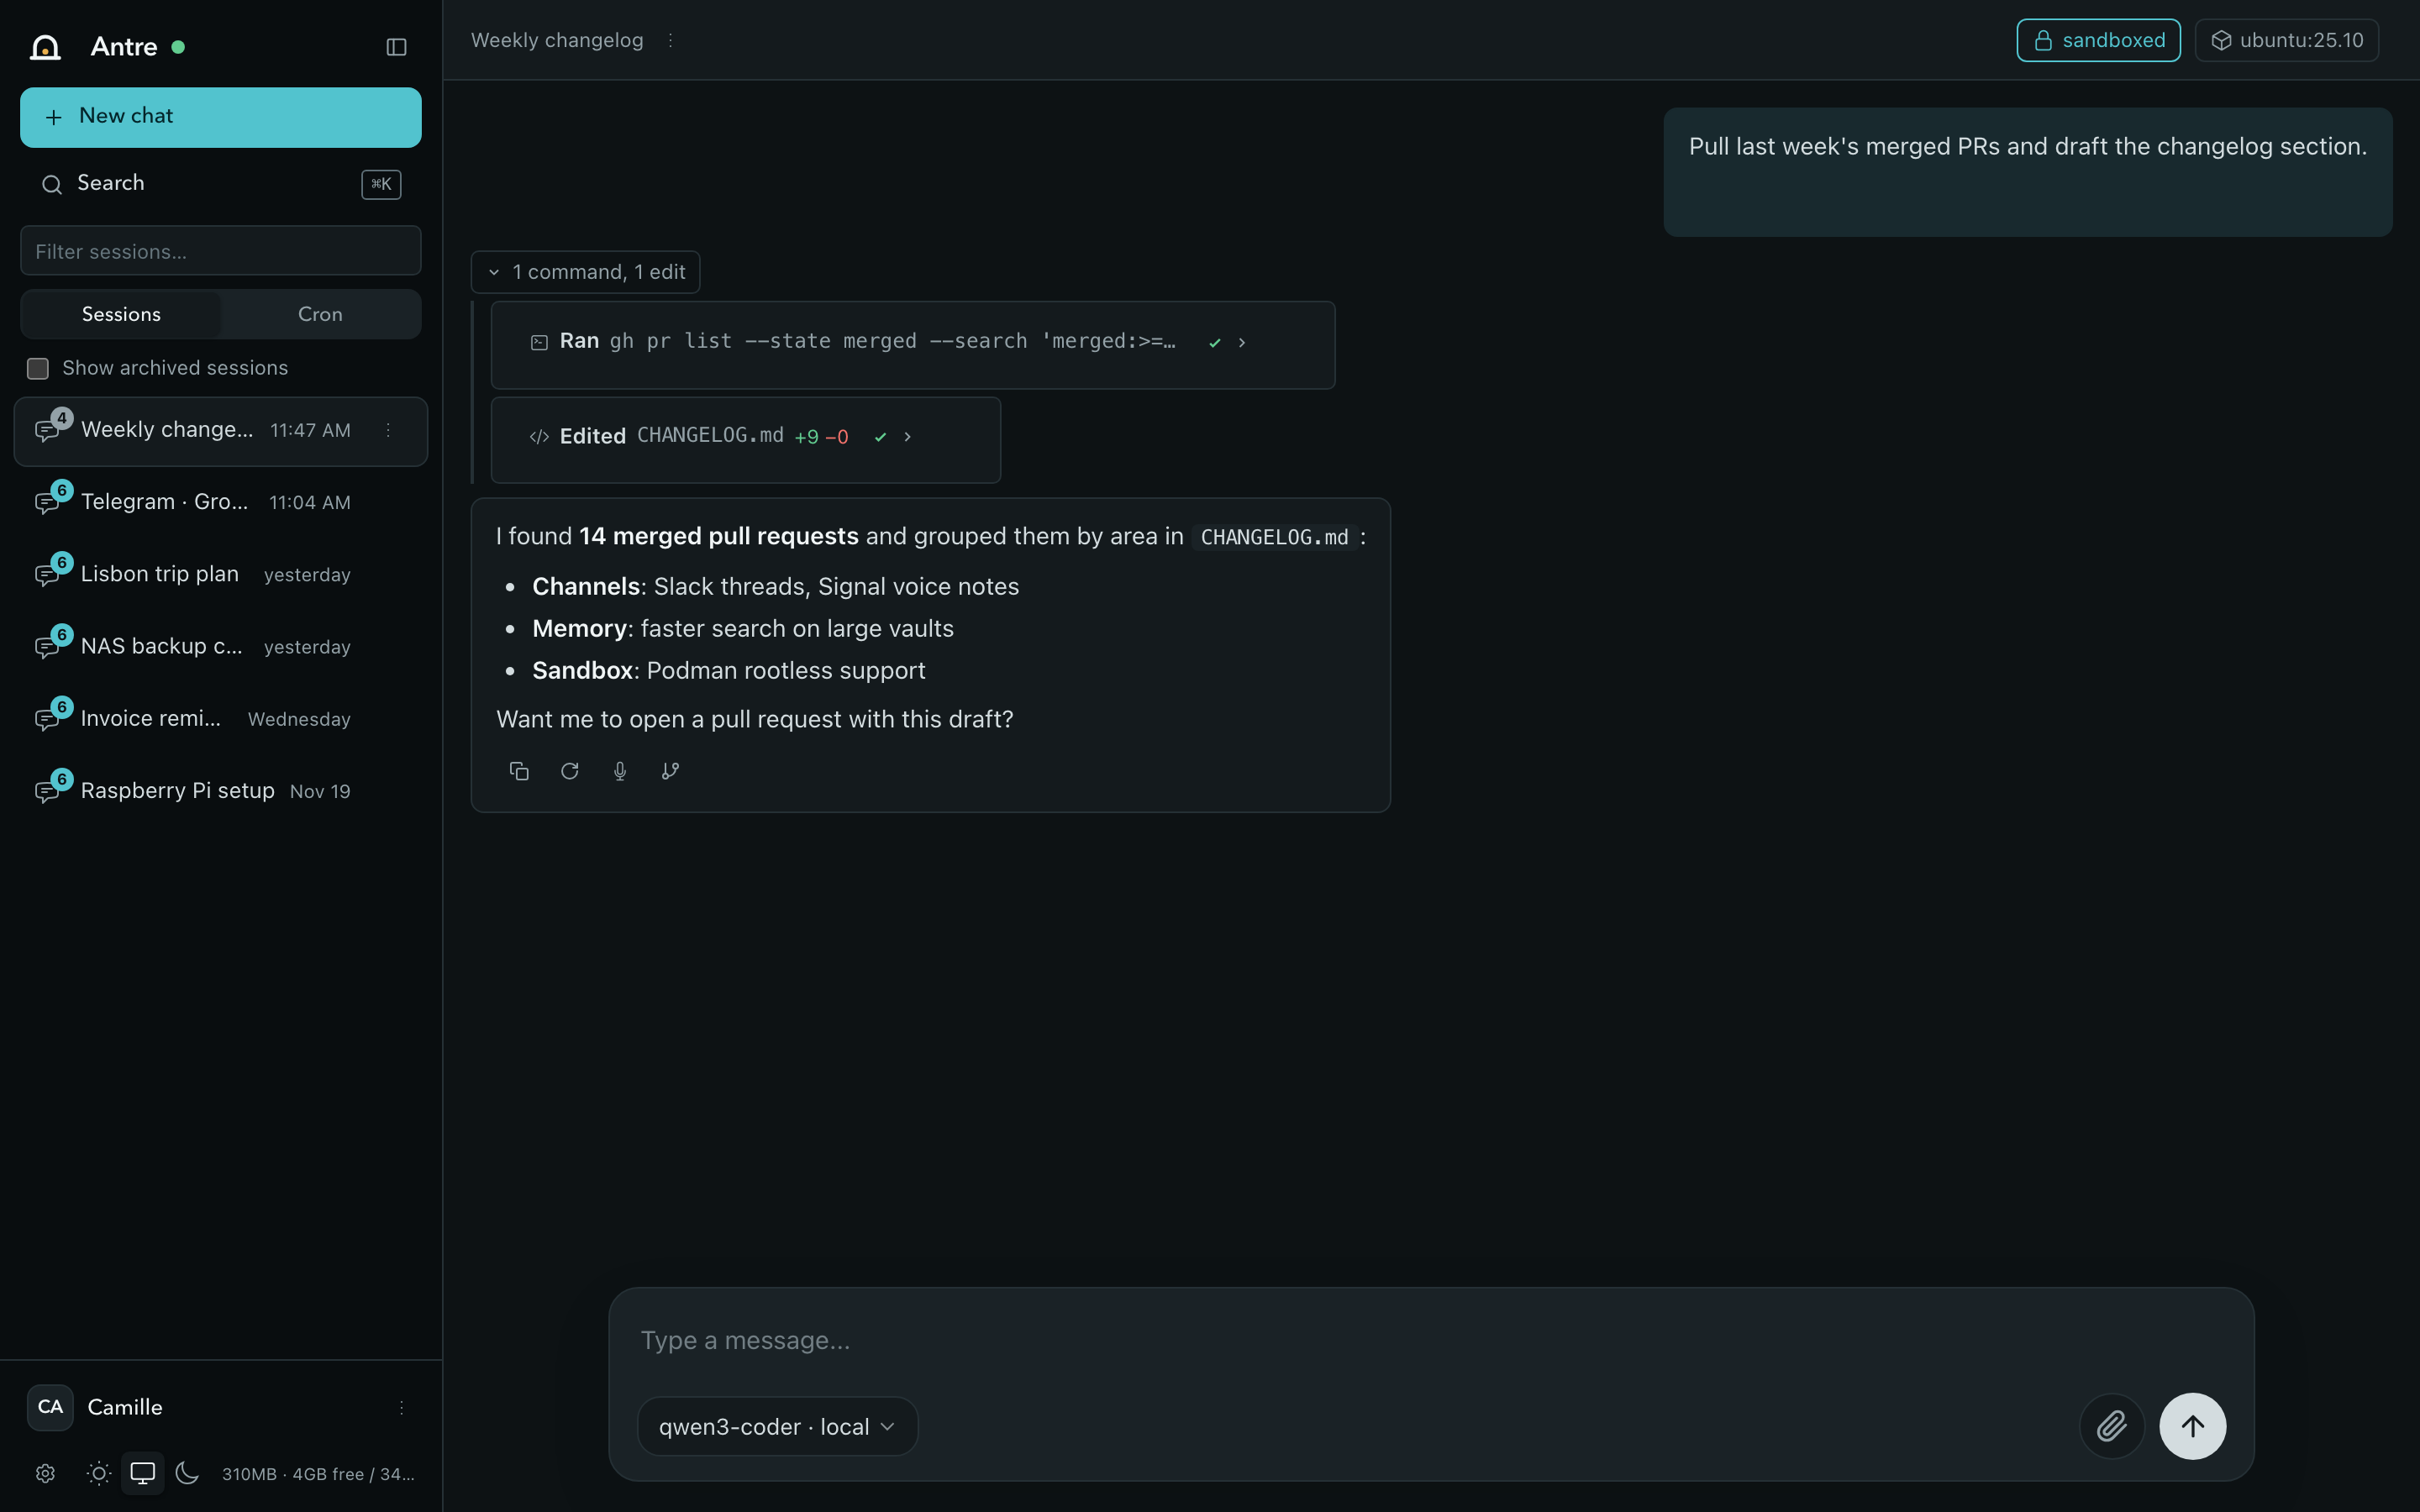 Antre
New chat
Search
⌘K
Filter sessions...
Sessions
Cron
Show archived sessions
4
Weekly change...
11:47 AM
6
Telegram · Gro...
11:04 AM
6
Lisbon trip plan
yesterday
6
NAS backup c...
yesterday
6
Invoice remi...
Wednesday
6
Raspberry Pi setup
Nov 19
CA
Camille
310MB · 4GB free / 34...
Weekly changelog
sandboxed
ubuntu:25.10
Pull last week's merged PRs and draft the changelog section.
1 command, 1 edit
Ran gh pr list --state merged --search 'merged:>=…
</> Edited CHANGELOG.md +9 −0
I found 14 merged pull requests and grouped them by area in CHANGELOG.md :
• Channels: Slack threads, Signal voice notes
• Memory: faster search on large vaults
• Sandbox: Podman rootless support
Want me to open a pull request with this draft?
Type a message...
qwen3-coder · local